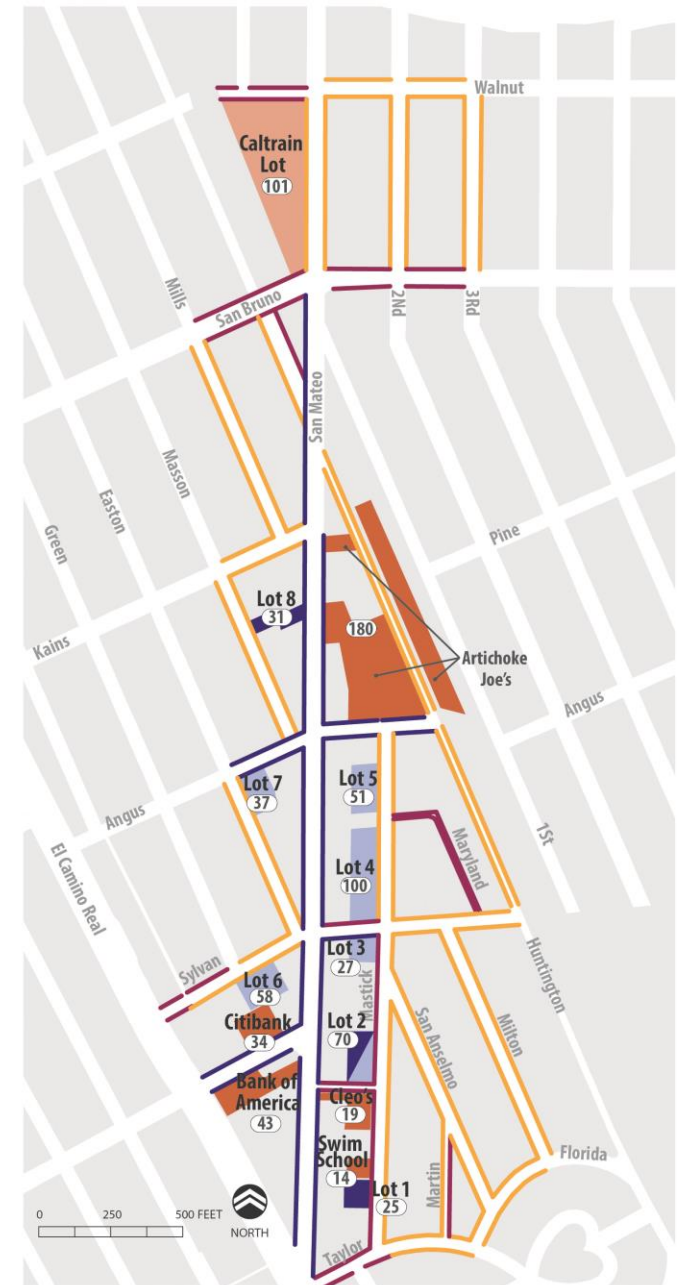 Walnut
Caltrain
Lot
101
Mills
San Bruno
2Nd
3Rd
San Mateo
Masson
Easton
Green
Pine
Lot 8
31
180
Kains
Artichoke
Joe's
Angus
Lot 7
37
Lot 5
51
Angus
1St
Maryland
El Camino Real
Lot 4
100
Sylvan
Lot 3
27
Huntington
Lot 6
58
Mastick
Citibank
34
Lot 2
70
San Anselmo
Milton
Bank of
America
43
Cleo's
19
Swim
School
14
Florida
Martin
Lot 1
25
0 250 500 FEET
NORTH
Taylor